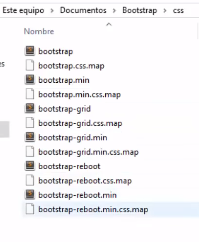 Este equipo > Documentos > Bootstrap > css
Nombre
bootstrap
bootstrap.css.map
bootstrap.min
bootstrap.min.css.map
bootstrap-grid
bootstrap-grid.css.map
bootstrap-grid.min
bootstrap-grid.min.css.map
bootstrap-reboot
bootstrap-reboot.css.map
bootstrap-reboot.min
bootstrap-reboot.min.css.map